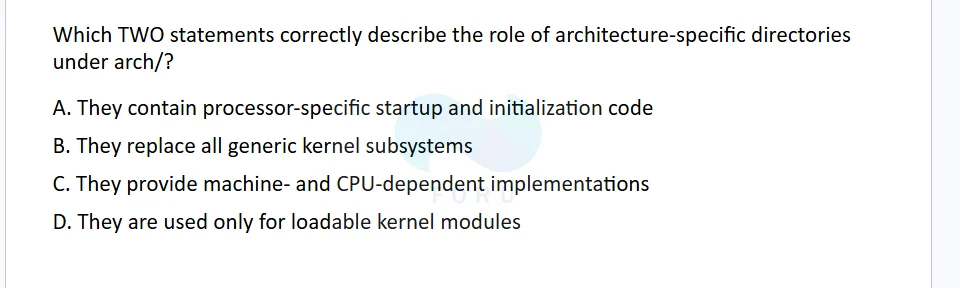 Which TWO statements correctly describe the role of architecture-specific directories
under arch/?
A. They contain processor-specific startup and initialization code
B. They replace all generic kernel subsystems
C. They provide machine- and CPU-dependent implementations
FORD
D. They are used only for loadable kernel modules